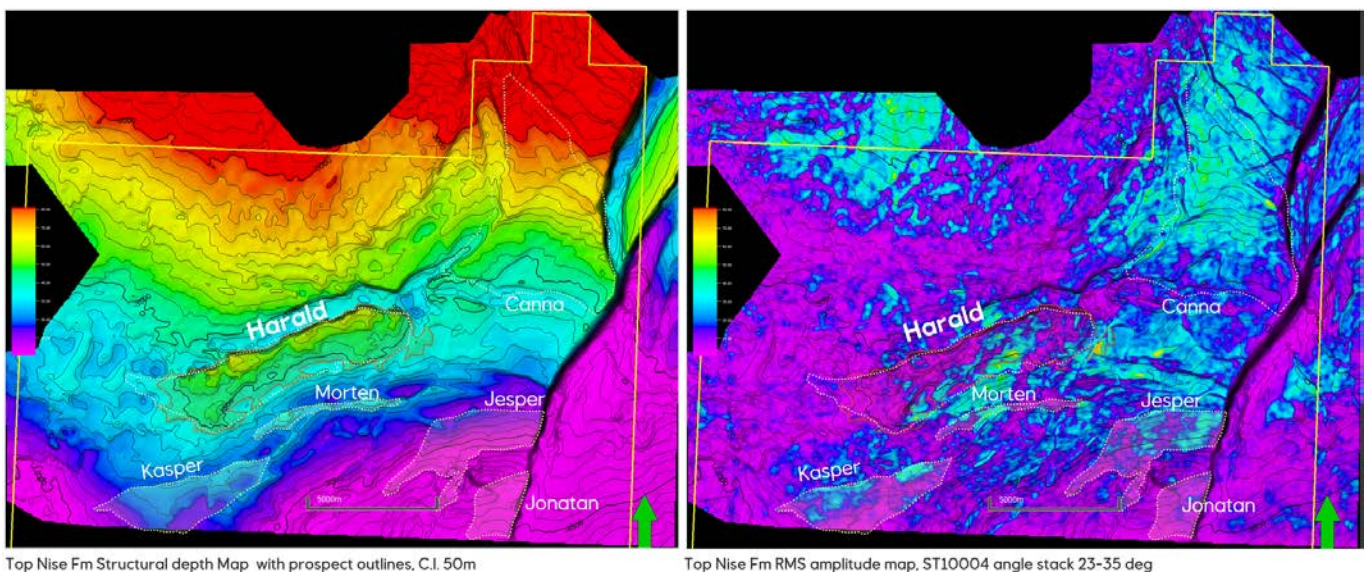 Harald
Canna
Morten
Jesper
Kasper
5000m
Jonatan
Harald
Canna
Morten
Jesper
Kasper
5000m
Jonatan
Top Nise Fm Structural depth Map with prospect outlines, C.I. 50m
Top Nise Fm RMS amplitude map, ST10004 angle stack 23-35 deg